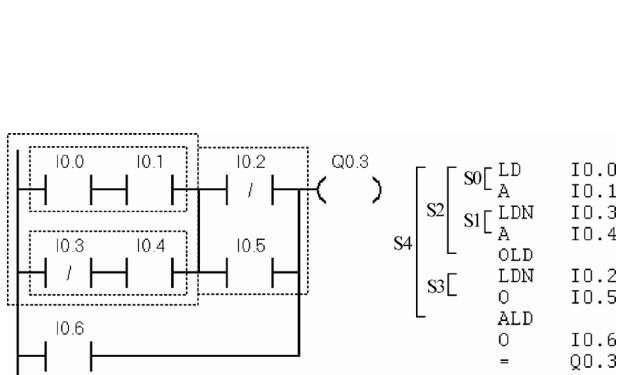 I0.0 I0.1 I0.2 Q0.3
/
I0.3 I0.4 I0.5
/
I0.6
S4
S2
S0
S1
S3
LD I0.0
A I0.1
LDN I0.3
A I0.4
OLD
LDN I0.2
O I0.5
ALD
O I0.6
= Q0.3